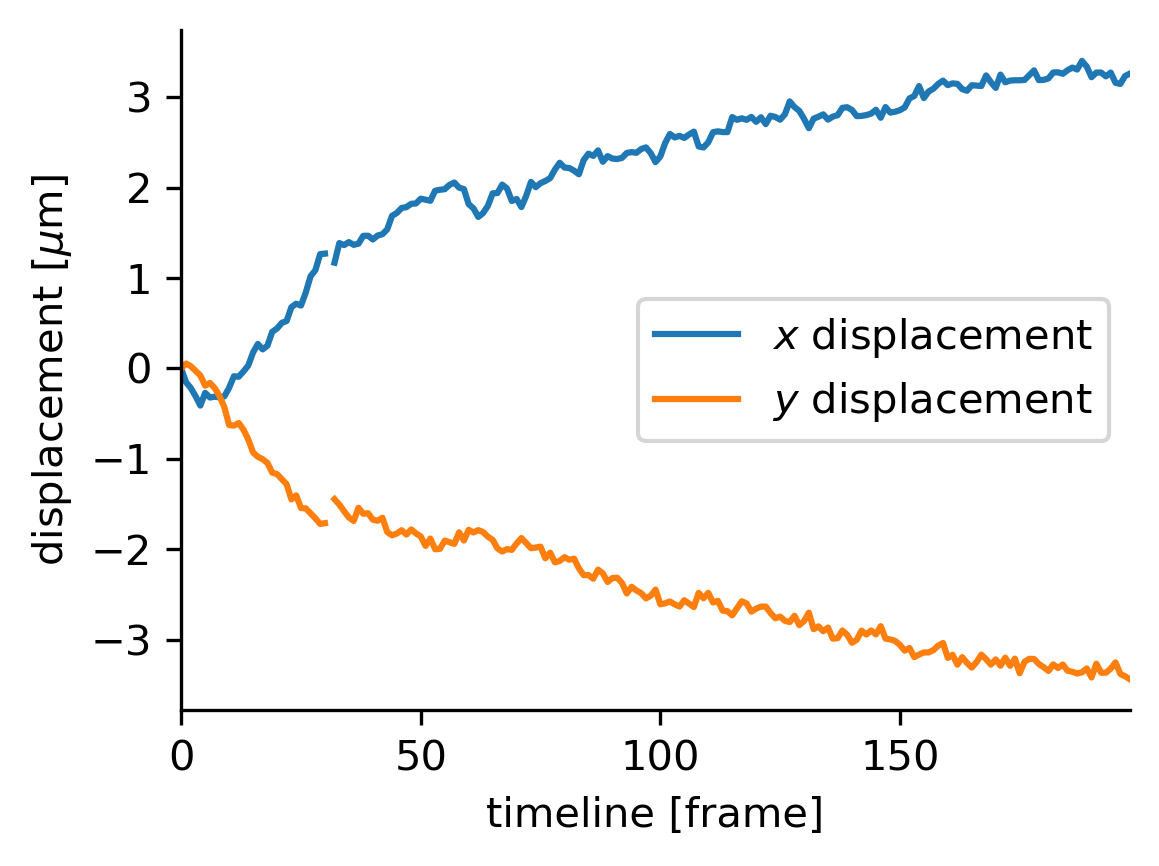 displacement [μm]
3
2
1
0
−1
−2
−3
x displacement
y displacement
0 50 100 150
timeline [frame]